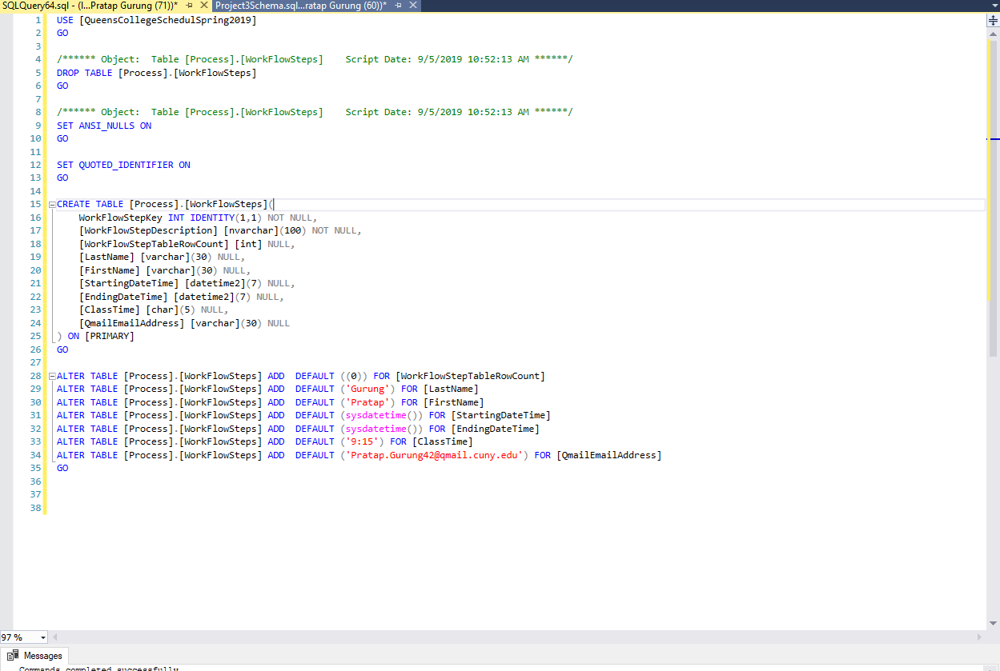 SQLQuery64.sql - (l...Pratap Gurung (71))* Project3Schema.sql...ratap Gurung (60))*
1 USE [QueensCollegeSchedulSpring2019]
2 GO
3
4 /****** Object:  Table [Process].[WorkFlowSteps]    Script Date: 9/5/2019 10:52:13 AM ******/
5 DROP TABLE [Process].[WorkFlowSteps]
6 GO
7
8 /****** Object:  Table [Process].[WorkFlowSteps]    Script Date: 9/5/2019 10:52:13 AM ******/
9 SET ANSI_NULLS ON
10 GO
11
12 SET QUOTED_IDENTIFIER ON
13 GO
14
15 CREATE TABLE [Process].[WorkFlowSteps](
16     WorkFlowStepKey INT IDENTITY(1,1) NOT NULL,
17     [WorkFlowStepDescription] [nvarchar](100) NOT NULL,
18     [WorkFlowStepTableRowCount] [int] NULL,
19     [LastName] [varchar](30) NULL,
20     [FirstName] [varchar](30) NULL,
21     [StartingDateTime] [datetime2](7) NULL,
22     [EndingDateTime] [datetime2](7) NULL,
23     [ClassTime] [char](5) NULL,
24     [QmailEmailAddress] [varchar](30) NULL
25 ) ON [PRIMARY]
26 GO
27
28 ALTER TABLE [Process].[WorkFlowSteps] ADD  DEFAULT ((0)) FOR [WorkFlowStepTableRowCount]
29 ALTER TABLE [Process].[WorkFlowSteps] ADD  DEFAULT ('Gurung') FOR [LastName]
30 ALTER TABLE [Process].[WorkFlowSteps] ADD  DEFAULT ('Pratap') FOR [FirstName]
31 ALTER TABLE [Process].[WorkFlowSteps] ADD  DEFAULT (sysdatetime()) FOR [StartingDateTime]
32 ALTER TABLE [Process].[WorkFlowSteps] ADD  DEFAULT (sysdatetime()) FOR [EndingDateTime]
33 ALTER TABLE [Process].[WorkFlowSteps] ADD  DEFAULT ('9:15') FOR [ClassTime]
34 ALTER TABLE [Process].[WorkFlowSteps] ADD  DEFAULT ('Pratap.Gurung42@qmail.cuny.edu') FOR [QmailEmailAddress]
35 GO
36
37
38
97 %
Messages
Commands completed successfully